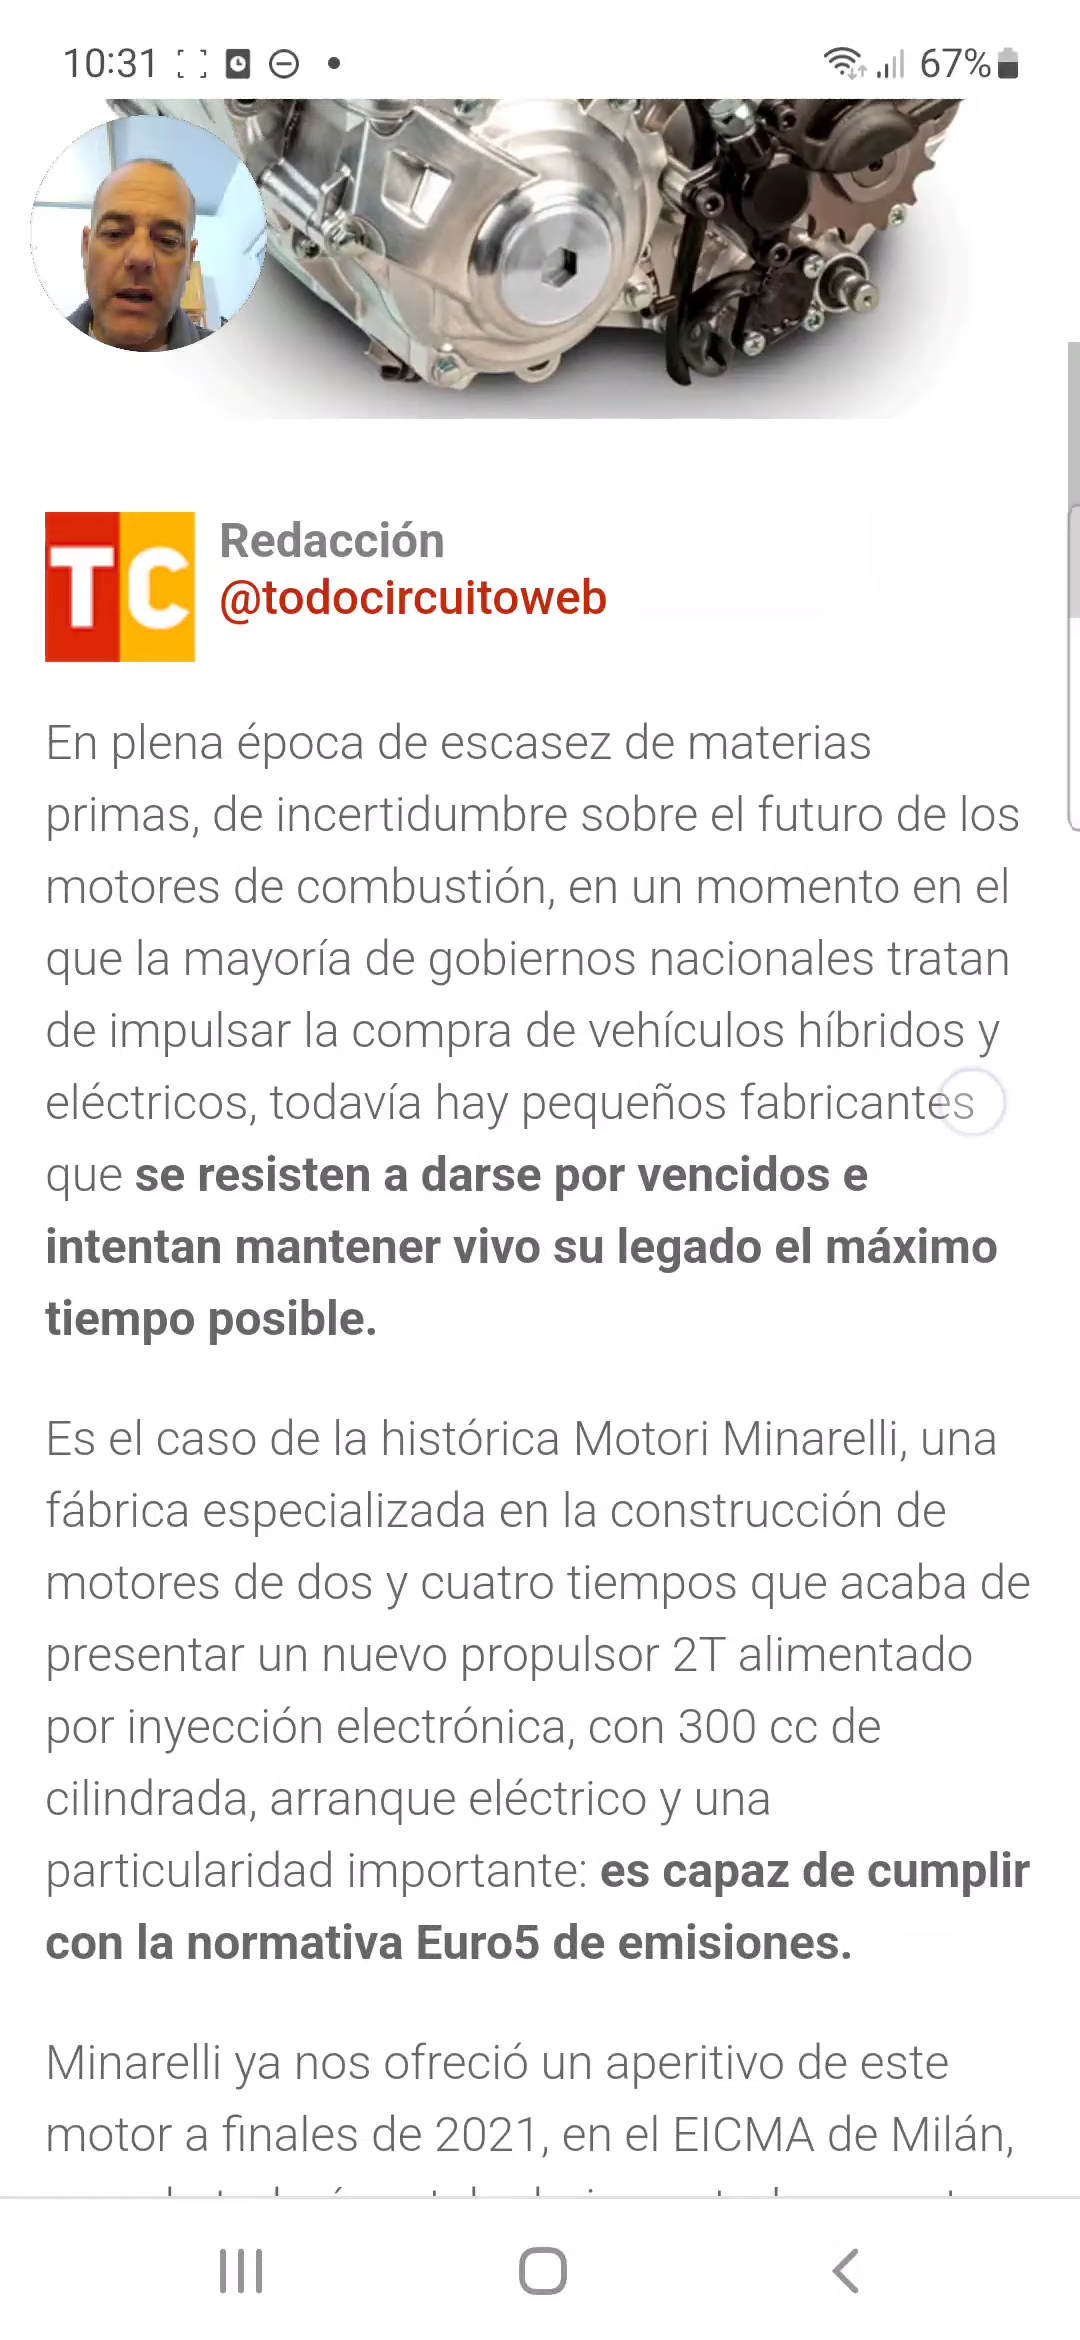 10:31
67%
TC
Redacción
@todocircuitoweb
En plena época de escasez de materias
primas, de incertidumbre sobre el futuro de los
motores de combustión, en un momento en el
que la mayoría de gobiernos nacionales tratan
de impulsar la compra de vehículos híbridos y
eléctricos, todavía hay pequeños fabricantes
que se resisten a darse por vencidos e
intentan mantener vivo su legado el máximo
tiempo posible.
Es el caso de la histórica Motori Minarelli, una
fábrica especializada en la construcción de
motores de dos y cuatro tiempos que acaba de
presentar un nuevo propulsor 2T alimentado
por inyección electrónica, con 300 cc de
cilindrada, arranque eléctrico y una
particularidad importante: es capaz de cumplir
con la normativa Euro5 de emisiones.
Minarelli ya nos ofreció un aperitivo de este
motor a finales de 2021, en el EICMA de Milán,